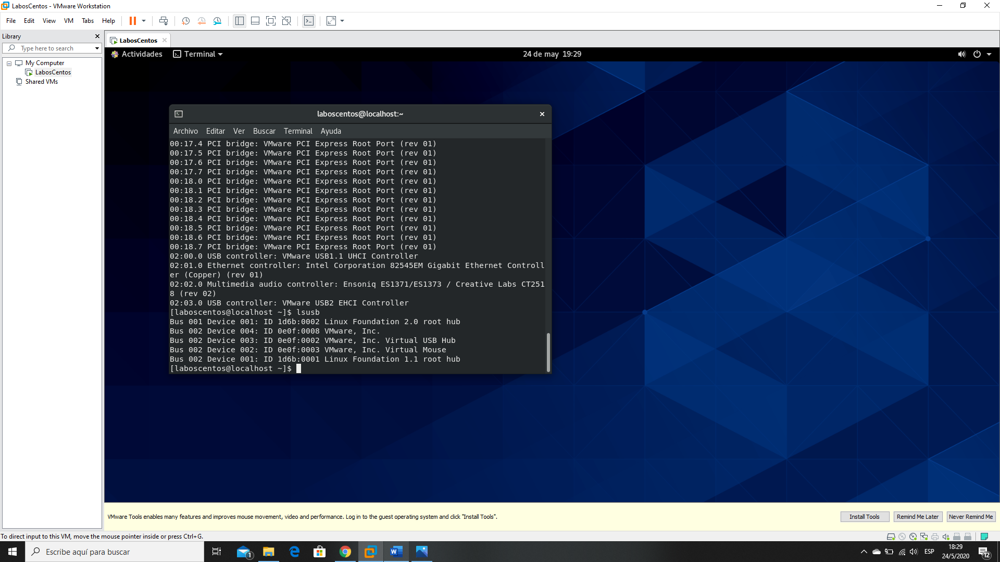 LabosCentos - VMware Workstation
File Edit View VM Tabs Help
Library
Type here to search
My Computer
LabosCentos
Shared VMs
LabosCentos
Actividades Terminal 24 de may 19:29
laboscentos@localhost:~
Archivo Editar Ver Buscar Terminal Ayuda
00:17.4 PCI bridge: VMware PCI Express Root Port (rev 01)
00:17.5 PCI bridge: VMware PCI Express Root Port (rev 01)
00:17.6 PCI bridge: VMware PCI Express Root Port (rev 01)
00:17.7 PCI bridge: VMware PCI Express Root Port (rev 01)
00:18.0 PCI bridge: VMware PCI Express Root Port (rev 01)
00:18.1 PCI bridge: VMware PCI Express Root Port (rev 01)
00:18.2 PCI bridge: VMware PCI Express Root Port (rev 01)
00:18.3 PCI bridge: VMware PCI Express Root Port (rev 01)
00:18.4 PCI bridge: VMware PCI Express Root Port (rev 01)
00:18.5 PCI bridge: VMware PCI Express Root Port (rev 01)
00:18.6 PCI bridge: VMware PCI Express Root Port (rev 01)
00:18.7 PCI bridge: VMware PCI Express Root Port (rev 01)
02:00.0 USB controller: VMware USB1.1 UHCI Controller
02:01.0 Ethernet controller: Intel Corporation 82545EM Gigabit Ethernet Controll
er (Copper) (rev 01)
02:02.0 Multimedia audio controller: Ensoniq ES1371/ES1373 / Creative Labs CT251
8 (rev 02)
02:03.0 USB controller: VMware USB2 EHCI Controller
[laboscentos@localhost ~]$ lsusb
Bus 001 Device 001: ID 1d6b:0002 Linux Foundation 2.0 root hub
Bus 002 Device 004: ID 0e0f:0008 VMware, Inc.
Bus 002 Device 003: ID 0e0f:0002 VMware, Inc. Virtual USB Hub
Bus 002 Device 002: ID 0e0f:0003 VMware, Inc. Virtual Mouse
Bus 002 Device 001: ID 1d6b:0001 Linux Foundation 1.1 root hub
[laboscentos@localhost ~]$
VMware Tools enables many features and improves mouse movement, video and performance. Log in to the guest operating system and click "Install Tools".
Install Tools Remind Me Later Never Remind Me
To direct input to this VM, move the mouse pointer inside or press Ctrl+G.
Escribe aquí para buscar
1
ESP
18:29
24/5/2020
12